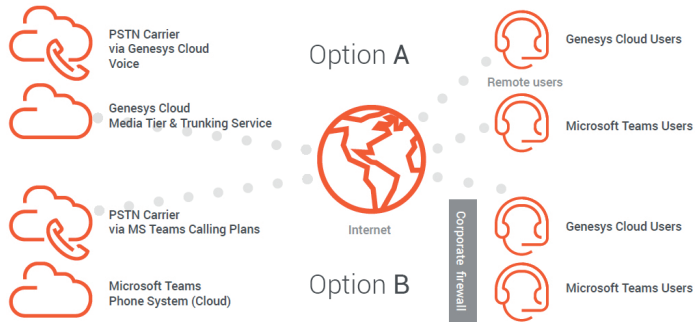 PSTN Carrier
via Genesys Cloud
Voice
Option A
Genesys Cloud Users
Remote users
Genesys Cloud
Media Tier & Trunking Service
Microsoft Teams Users
PSTN Carrier
via MS Teams Calling Plans
Internet
Corporate firewall
Genesys Cloud Users
Microsoft Teams
Phone System (Cloud)
Option B
Microsoft Teams Users